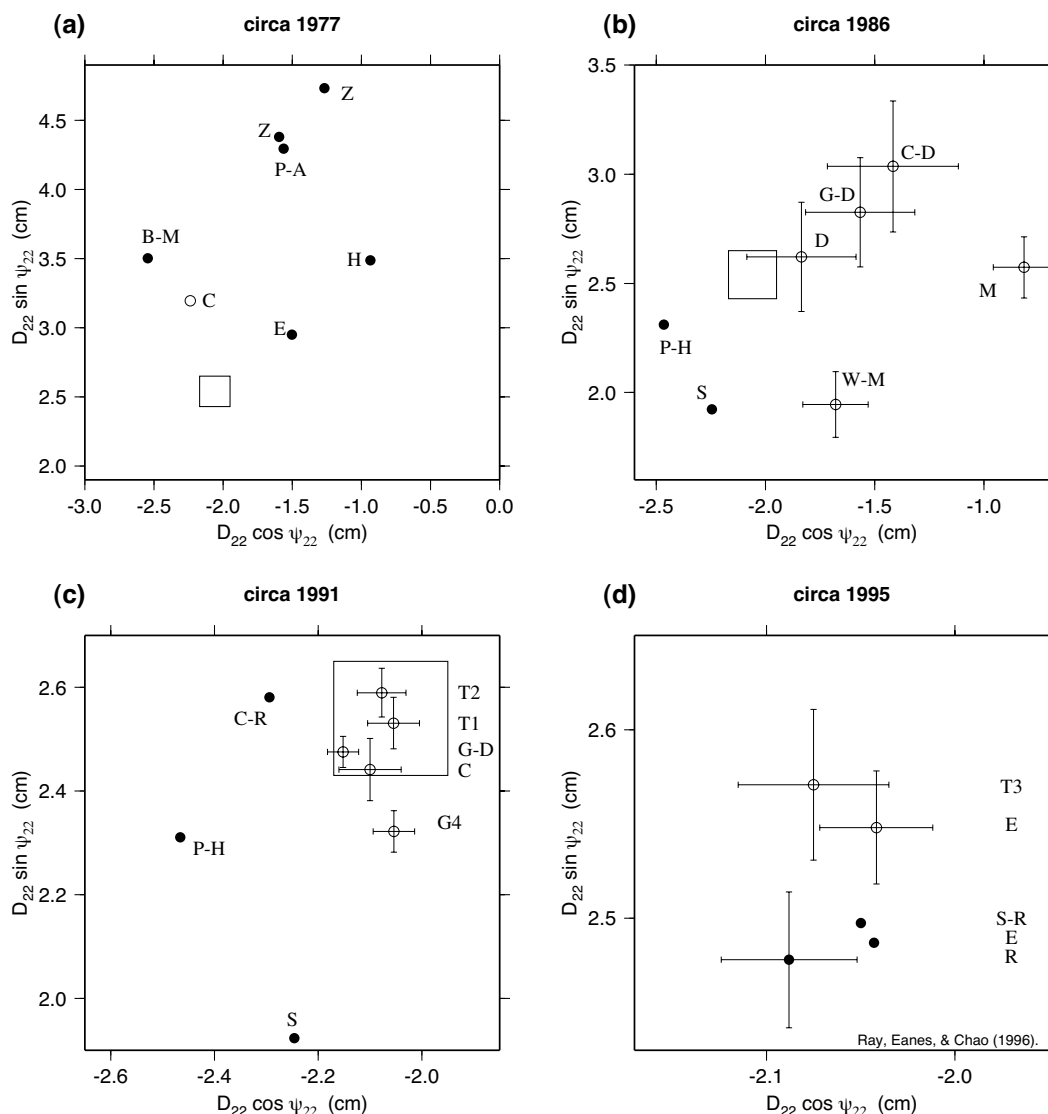 (a) circa 1977
Z
Z
P-A
B-M
H
C
E
4.5
4.0
3.5
3.0
2.5
2.0
D22 sin ψ22 (cm)
-3.0 -2.5 -2.0 -1.5 -1.0 -0.5 0.0
D22 cos ψ22 (cm)
(b) circa 1986
3.5
3.0
2.5
2.0
C-D
G-D
D
M
P-H
S
W-M
D22 sin ψ22 (cm)
-2.5 -2.0 -1.5 -1.0
D22 cos ψ22 (cm)
(c) circa 1991
2.6
2.4
2.2
2.0
T2
C-R
T1
G-D
C
G4
P-H
S
D22 sin ψ22 (cm)
-2.6 -2.4 -2.2 -2.0
D22 cos ψ22 (cm)
(d) circa 1995
2.6
2.5
T3
E
S-R
E
R
D22 sin ψ22 (cm)
Ray, Eanes, & Chao (1996).
-2.1 -2.0
D22 cos ψ22 (cm)